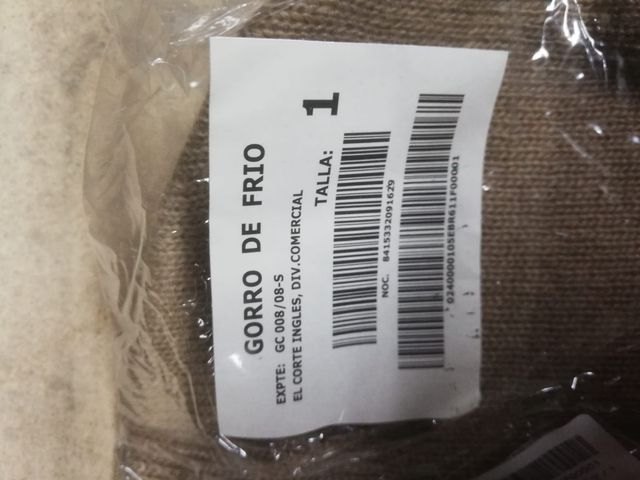 GORRO DE FRIO
EXPTE: GC 008/08-S
EL CORTE INGLES, DIV.COMERCIAL
TALLA: 1
NOC. 8415332091629
0240000105EBR611F00001